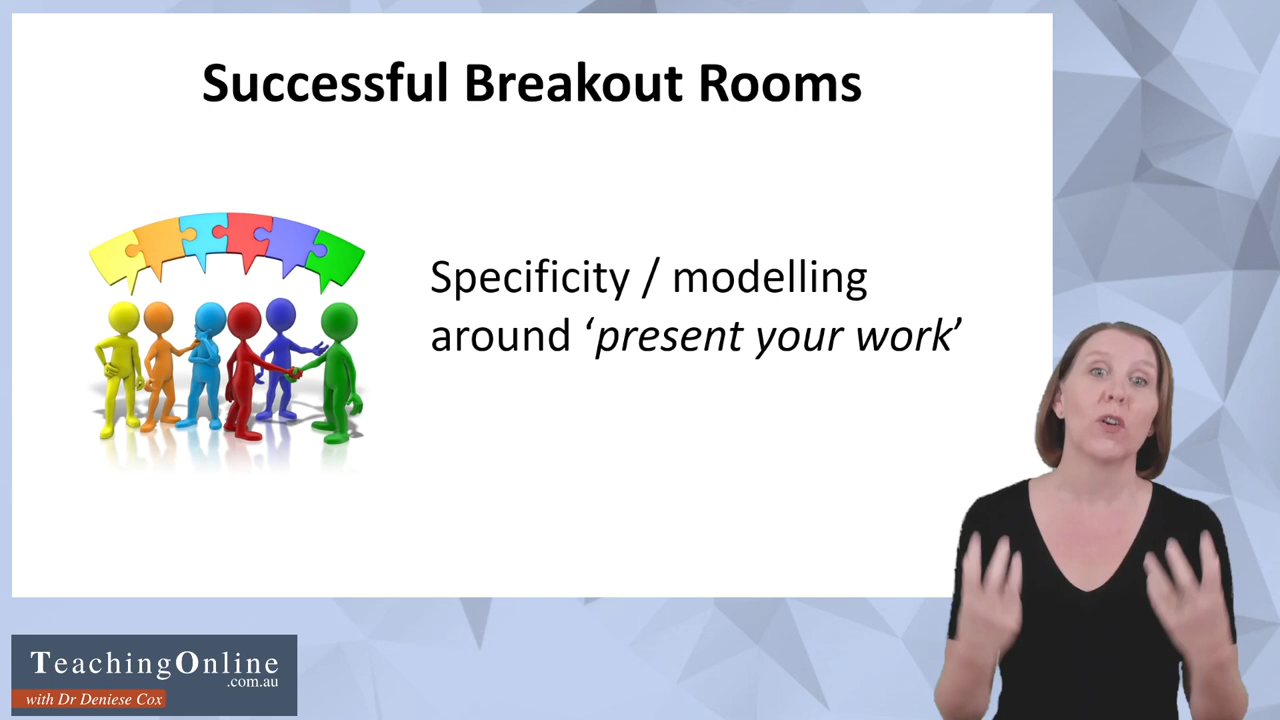 Successful Breakout Rooms
Specificity / modelling
around ‘present your work’
TeachingOnline
.com.au
with Dr Deniese Cox